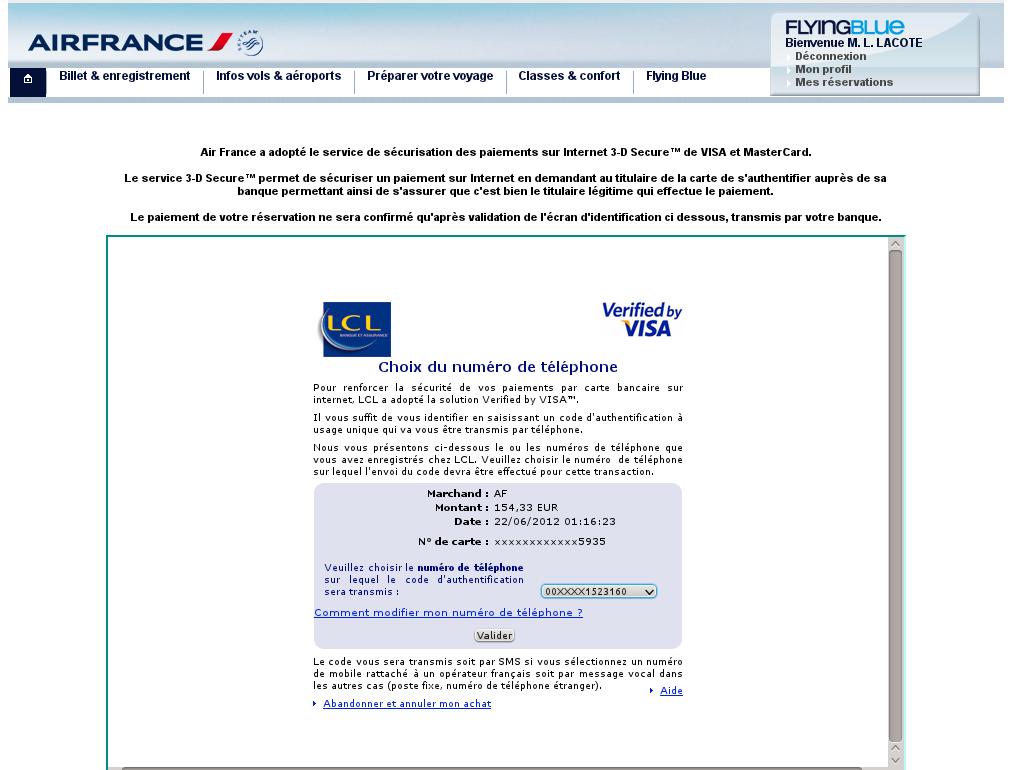 AIRFRANCE
SKYTEAM
FLYINGBLUE
Bienvenue M. L. LACOTE
Déconnexion
Mon profil
Mes réservations
Billet & enregistrement
Infos vols & aéroports
Préparer votre voyage
Classes & confort
Flying Blue
Air France a adopté le service de sécurisation des paiements sur Internet 3-D Secure™ de VISA et MasterCard.
Le service 3-D Secure™ permet de sécuriser un paiement sur Internet en demandant au titulaire de la carte de s'authentifier auprès de sa
banque permettant ainsi de s'assurer que c'est bien le titulaire légitime qui effectue le paiement.
Le paiement de votre réservation ne sera confirmé qu'après validation de l'écran d'identification ci dessous, transmis par votre banque.
LCL
BANQUE ET ASSURANCE
Verified by
VISA
Choix du numéro de téléphone
Pour renforcer la sécurité de vos paiements par carte bancaire sur
internet, LCL a adopté la solution Verified by VISA™.
Il vous suffit de vous identifier en saisissant un code d'authentification à
usage unique qui va vous être transmis par téléphone.
Nous vous présentons ci-dessous le ou les numéros de téléphone que
vous avez enregistrés chez LCL. Veuillez choisir le numéro de téléphone
sur lequel l'envoi du code devra être effectué pour cette transaction.
Marchand : AF
Montant : 154,33 EUR
Date : 22/06/2012 01:16:23
N° de carte : xxxxxxxxxxxx5935
Veuillez choisir le numéro de téléphone
sur lequel le code d'authentification
sera transmis :
00XXXX1523160
Comment modifier mon numéro de téléphone ?
Valider
Le code vous sera transmis soit par SMS si vous sélectionnez un numéro
de mobile rattaché à un opérateur français soit par message vocal dans
les autres cas (poste fixe, numéro de téléphone étranger).
Aide
Abandonner et annuler mon achat